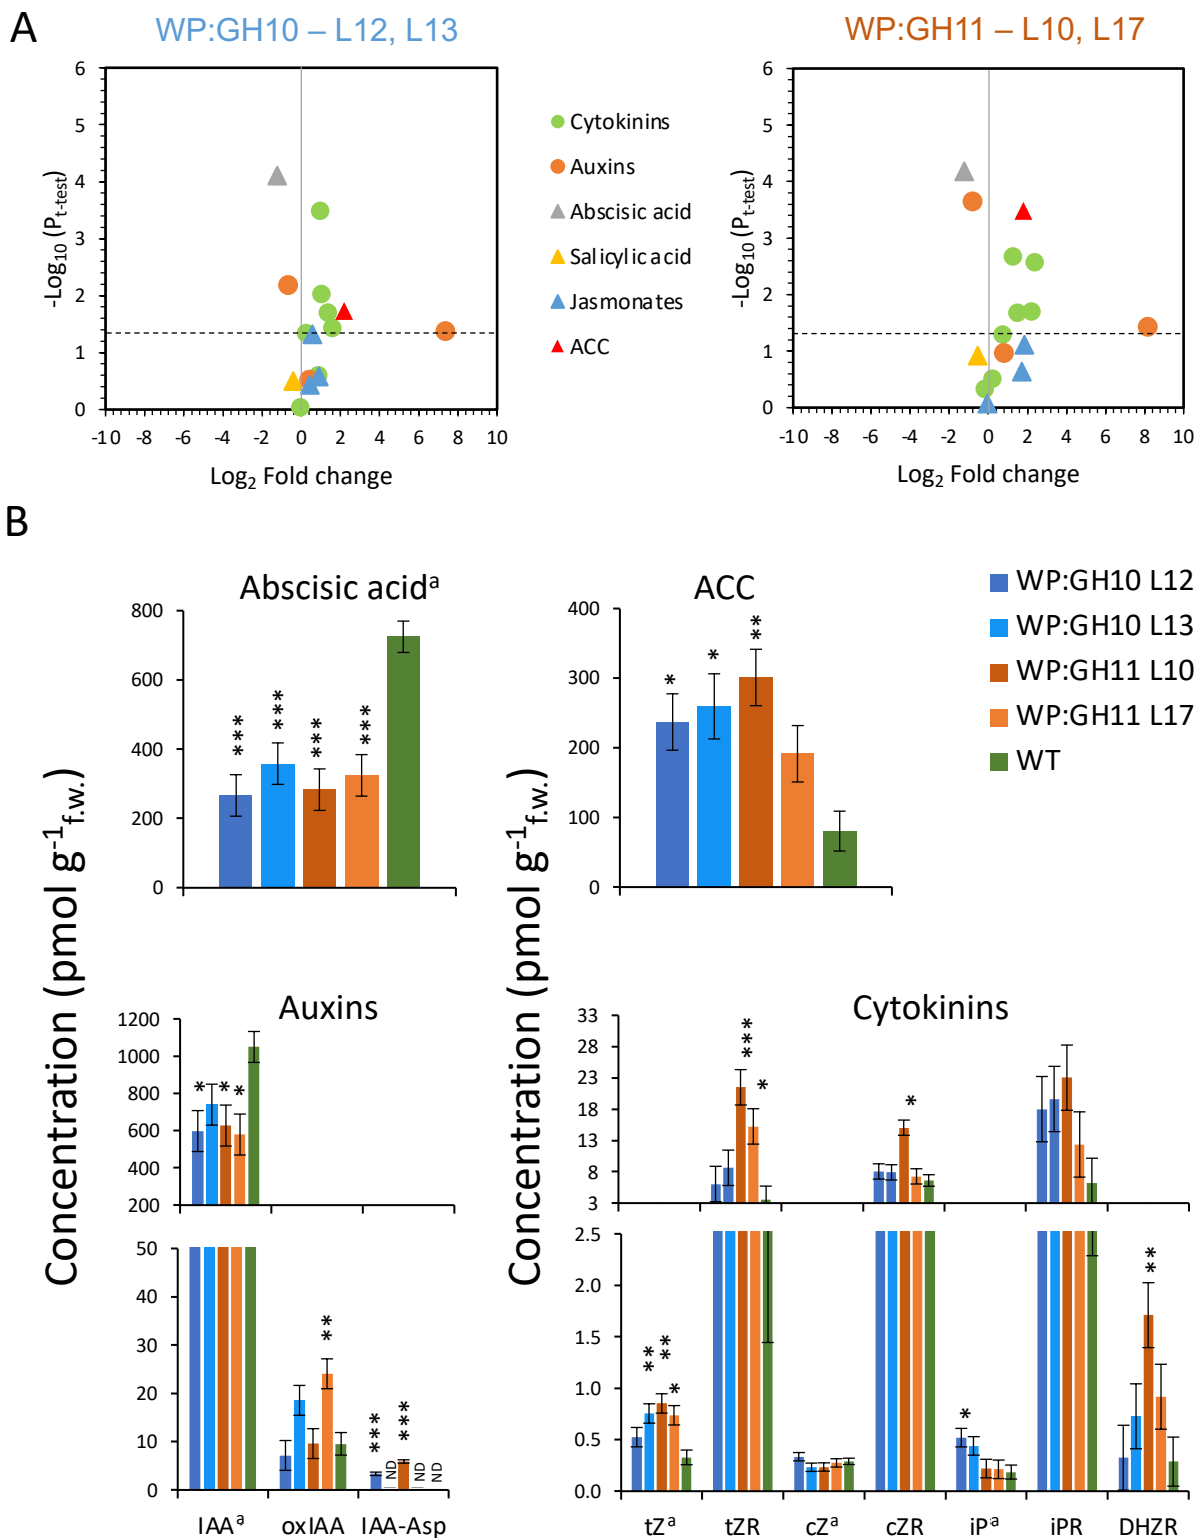 A
WP:GH10 – L12, L13
WP:GH11 – L10, L17
-Log10 (Pt-test)
6
5
4
3
2
1
0
-10 -8 -6 -4 -2 0 2 4 6 8 10
Log2 Fold change
Cytokinins
Auxins
Abscisic acid
Salicylic acid
Jasmonates
ACC
-Log10 (Pt-test)
6
5
4
3
2
1
0
-10 -8 -6 -4 -2 0 2 4 6 8 10
Log2 Fold change
B
Concentration (pmol g-1f.w.)
Abscisic acidᵃ
800
600
400
200
0
*** *** *** ***
Concentration (pmol g-1f.w.)
ACC
400
300
200
100
0
* * **
WP:GH10 L12
WP:GH10 L13
WP:GH11 L10
WP:GH11 L17
WT
Auxins
1200
1000
800
600
400
200
* * *
50
40
30
20
10
0
** *** ND *** ND ND
IAAᵃ oxIAA IAA-Asp
Cytokinins
33
28
23
18
13
8
3
*** * *
2.5
2.0
1.5
1.0
0.5
0.0
** ** * * **
tZᵃ tZR cZᵃ cZR iPᵃ iPR DHZR